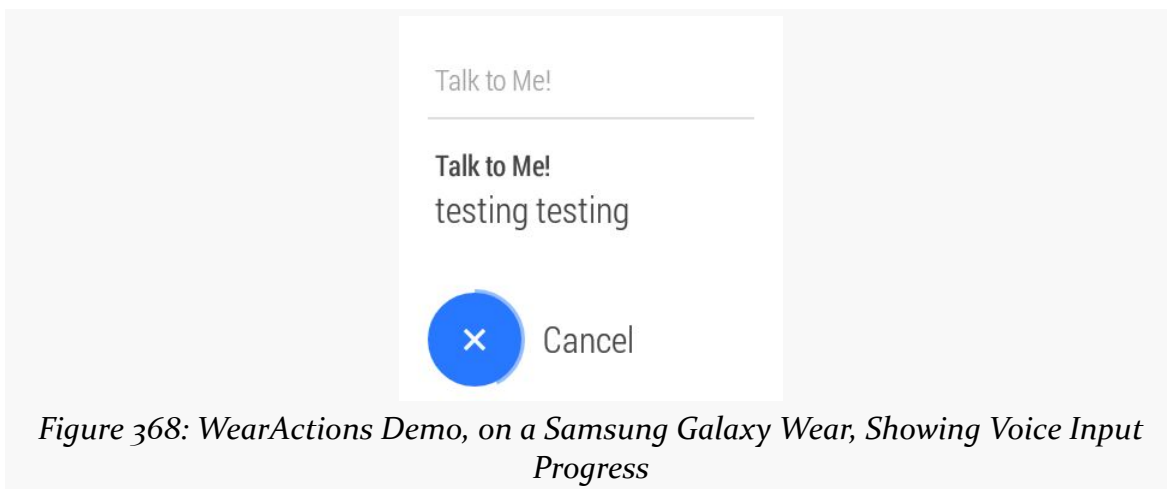 Talk to Me!
Talk to Me!
testing testing
Cancel
Figure 368: WearActions Demo, on a Samsung Galaxy Wear, Showing Voice Input
Progress